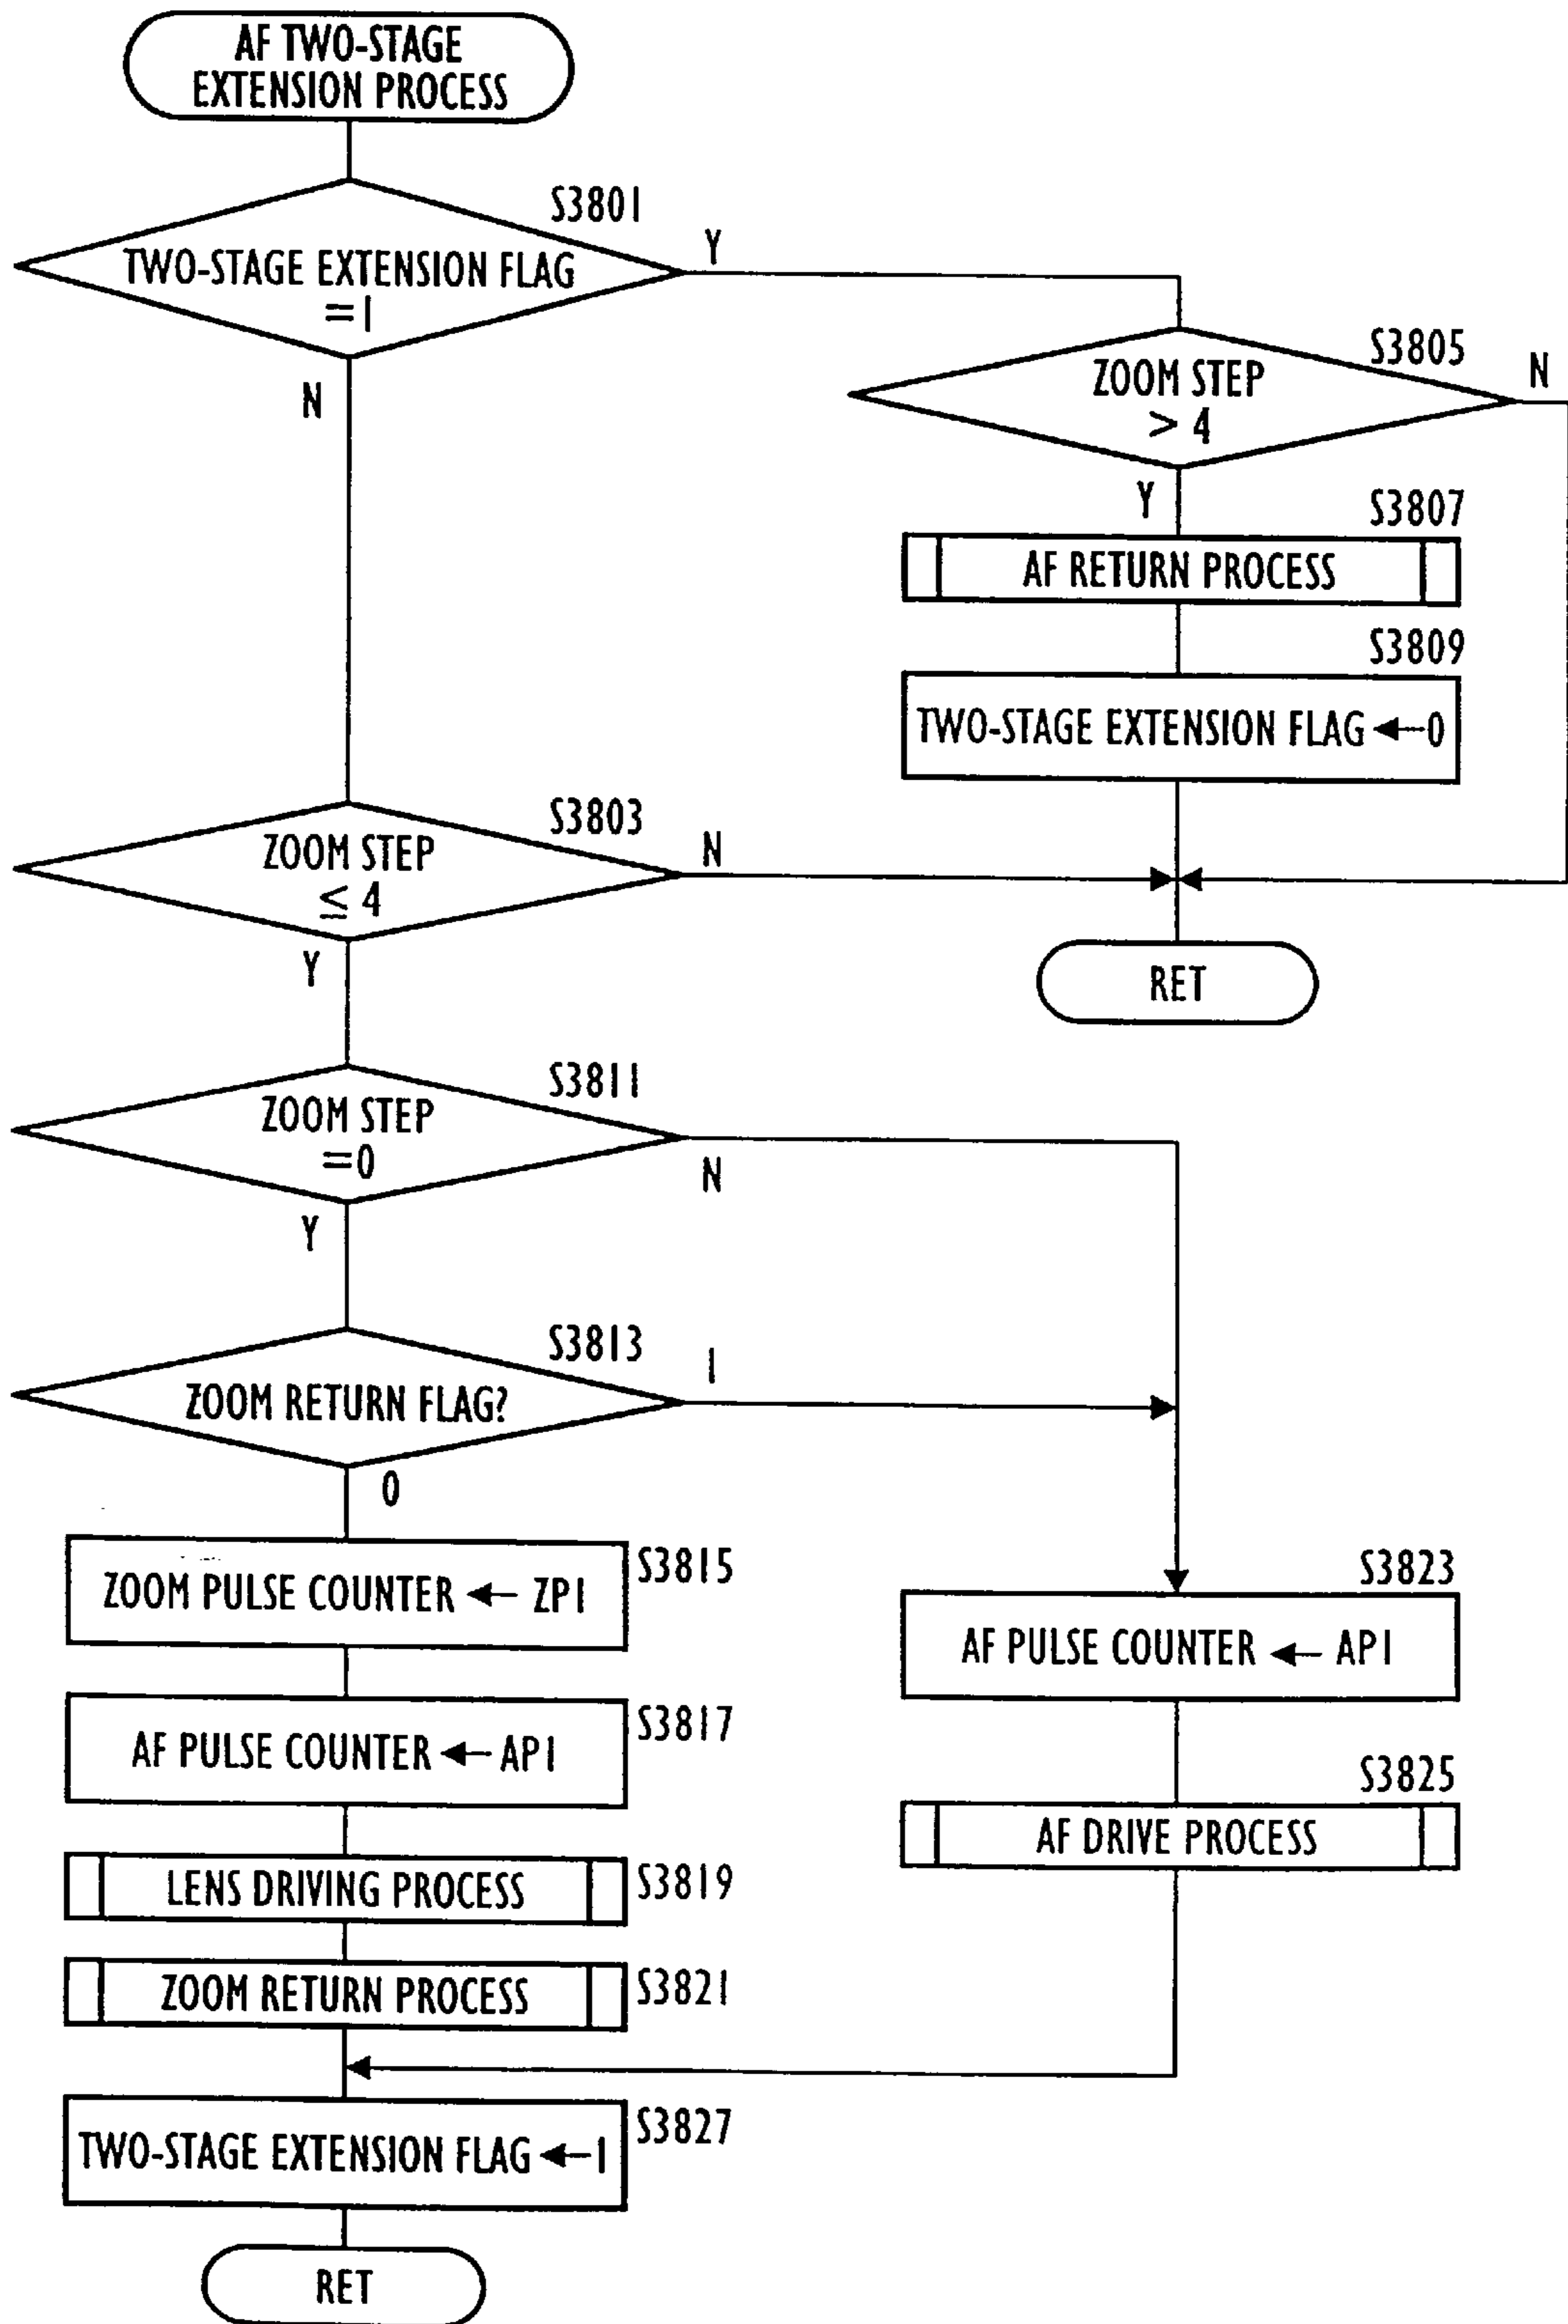 AF TWO-STAGE
EXTENSION PROCESS
S3801
TWO-STAGE EXTENSION FLAG
=1
Y
N
S3805
ZOOM STEP
> 4
N
Y
S3807
AF RETURN PROCESS
S3809
TWO-STAGE EXTENSION FLAG ← 0
S3803
ZOOM STEP
≤ 4
N
Y
RET
S3811
ZOOM STEP
=0
N
Y
S3813
ZOOM RETURN FLAG?
1
0
S3815
ZOOM PULSE COUNTER ← ZP1
S3817
AF PULSE COUNTER ← AP1
S3819
LENS DRIVING PROCESS
S3821
ZOOM RETURN PROCESS
S3823
AF PULSE COUNTER ← AP1
S3825
AF DRIVE PROCESS
S3827
TWO-STAGE EXTENSION FLAG ← 1
RET